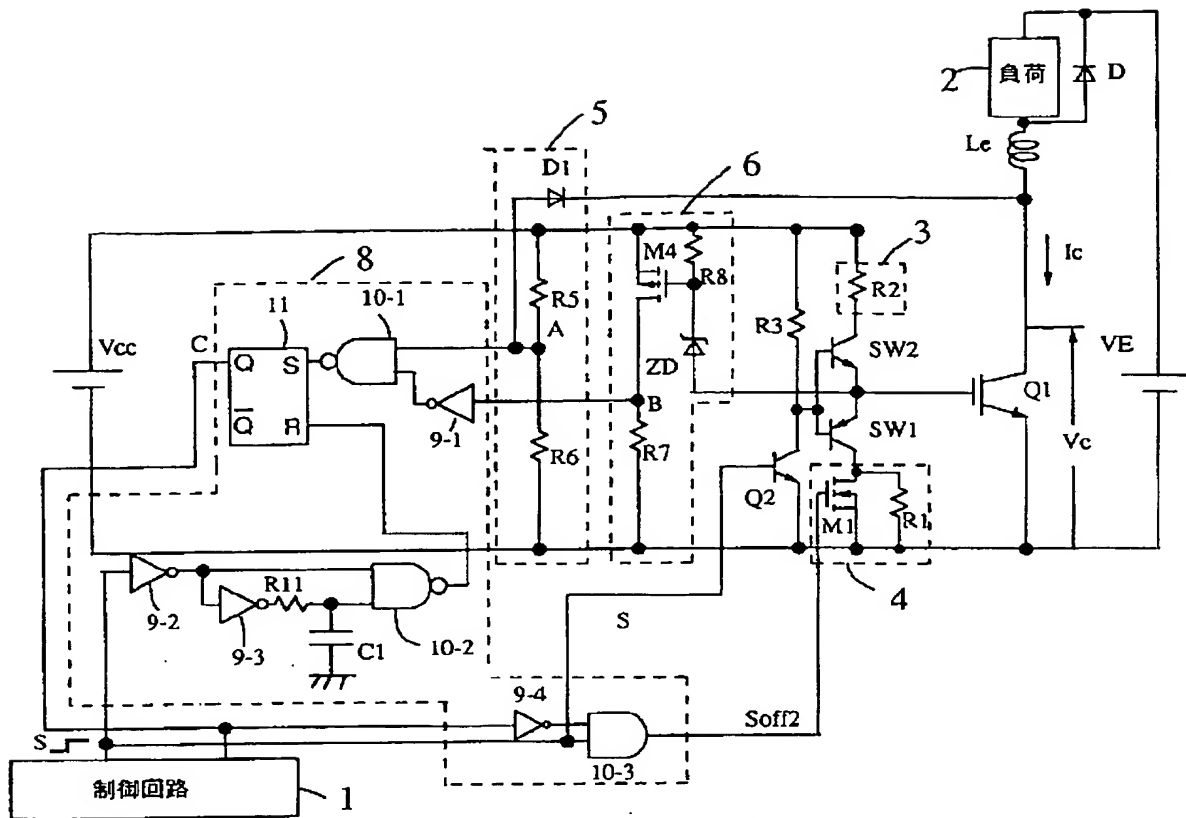 2
負荷
D
5
Le
D1
6
3
M4
8
R8
R2
Ic
10-1
R5
11
A
R3
Vcc
C
SW2
VE
Q
S
ZD
Q1
B
Q̅
R
9-1
SW1
Vc
R6
R7
Q2
M1
R1
R11
4
9-2
S
10-2
9-3
C1
9-4
Soff2
S
10-3
制御回路
1